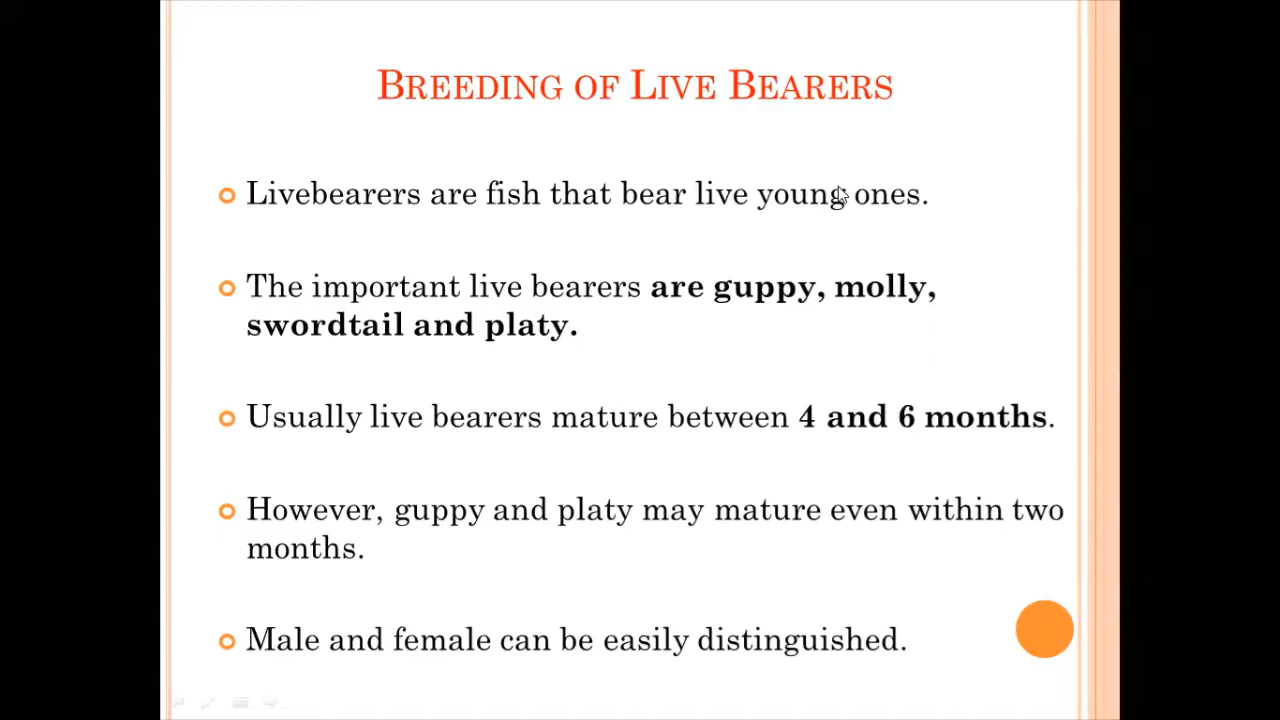 BREEDING OF LIVE BEARERS
Livebearers are fish that bear live young ones.
The important live bearers are guppy, molly,
swordtail and platy.
Usually live bearers mature between 4 and 6 months.
However, guppy and platy may mature even within two
months.
Male and female can be easily distinguished.